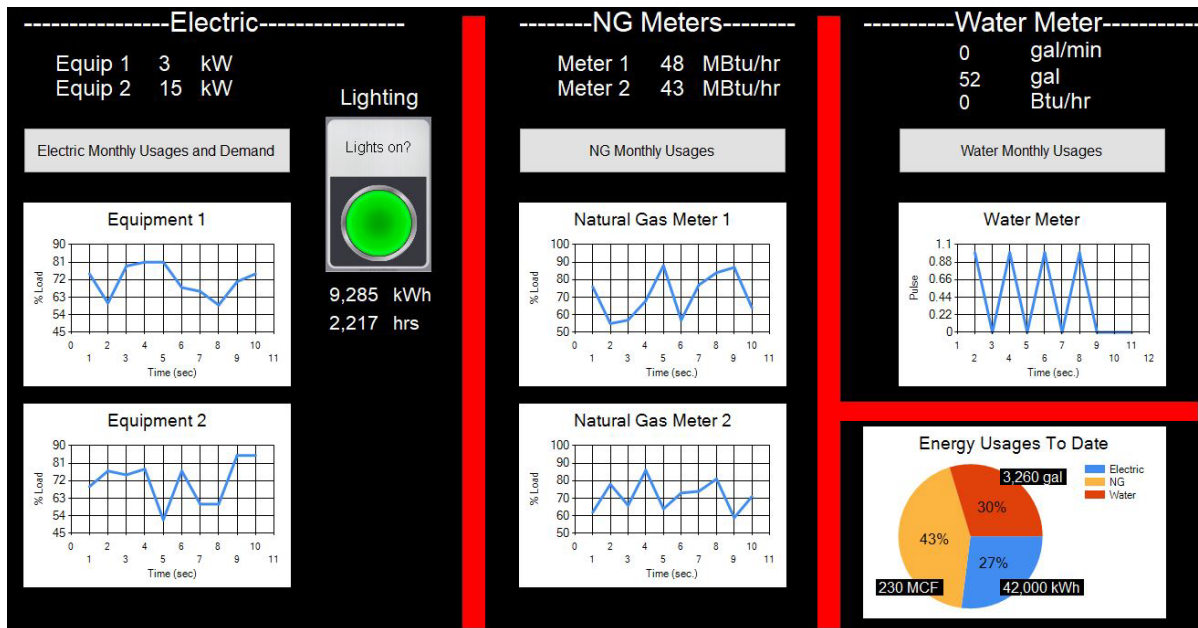 ----------------Electric----------------
Equip 1 3 kW
Equip 2 15 kW
Lighting
Electric Monthly Usages and Demand
Lights on?
9,285 kWh
2,217 hrs
Equipment 1
90
81
72
63
54
45
% Load
0 2 4 6 8 10
1 3 5 7 9 11
Time (sec)
Equipment 2
90
81
72
63
54
45
% Load
0 2 4 6 8 10
1 3 5 7 9 11
Time (sec)
--------NG Meters--------
Meter 1 48 MBtu/hr
Meter 2 43 MBtu/hr
NG Monthly Usages
Natural Gas Meter 1
100
90
80
70
60
50
% Load
0 2 4 6 8 10
1 3 5 7 9 11
Time (sec.)
Natural Gas Meter 2
100
90
80
70
60
50
% Load
0 2 4 6 8 10
1 3 5 7 9 11
Time (sec.)
----------Water Meter-----------
0 gal/min
52 gal
0 Btu/hr
Water Monthly Usages
Water Meter
1.1
0.88
0.66
0.44
0.22
0
Pulse
1 3 5 7 9 11
2 4 6 8 10 12
Time (sec.)
Energy Usages To Date
3,260 gal
30%
43%
27%
230 MCF
42,000 kWh
Electric
NG
Water